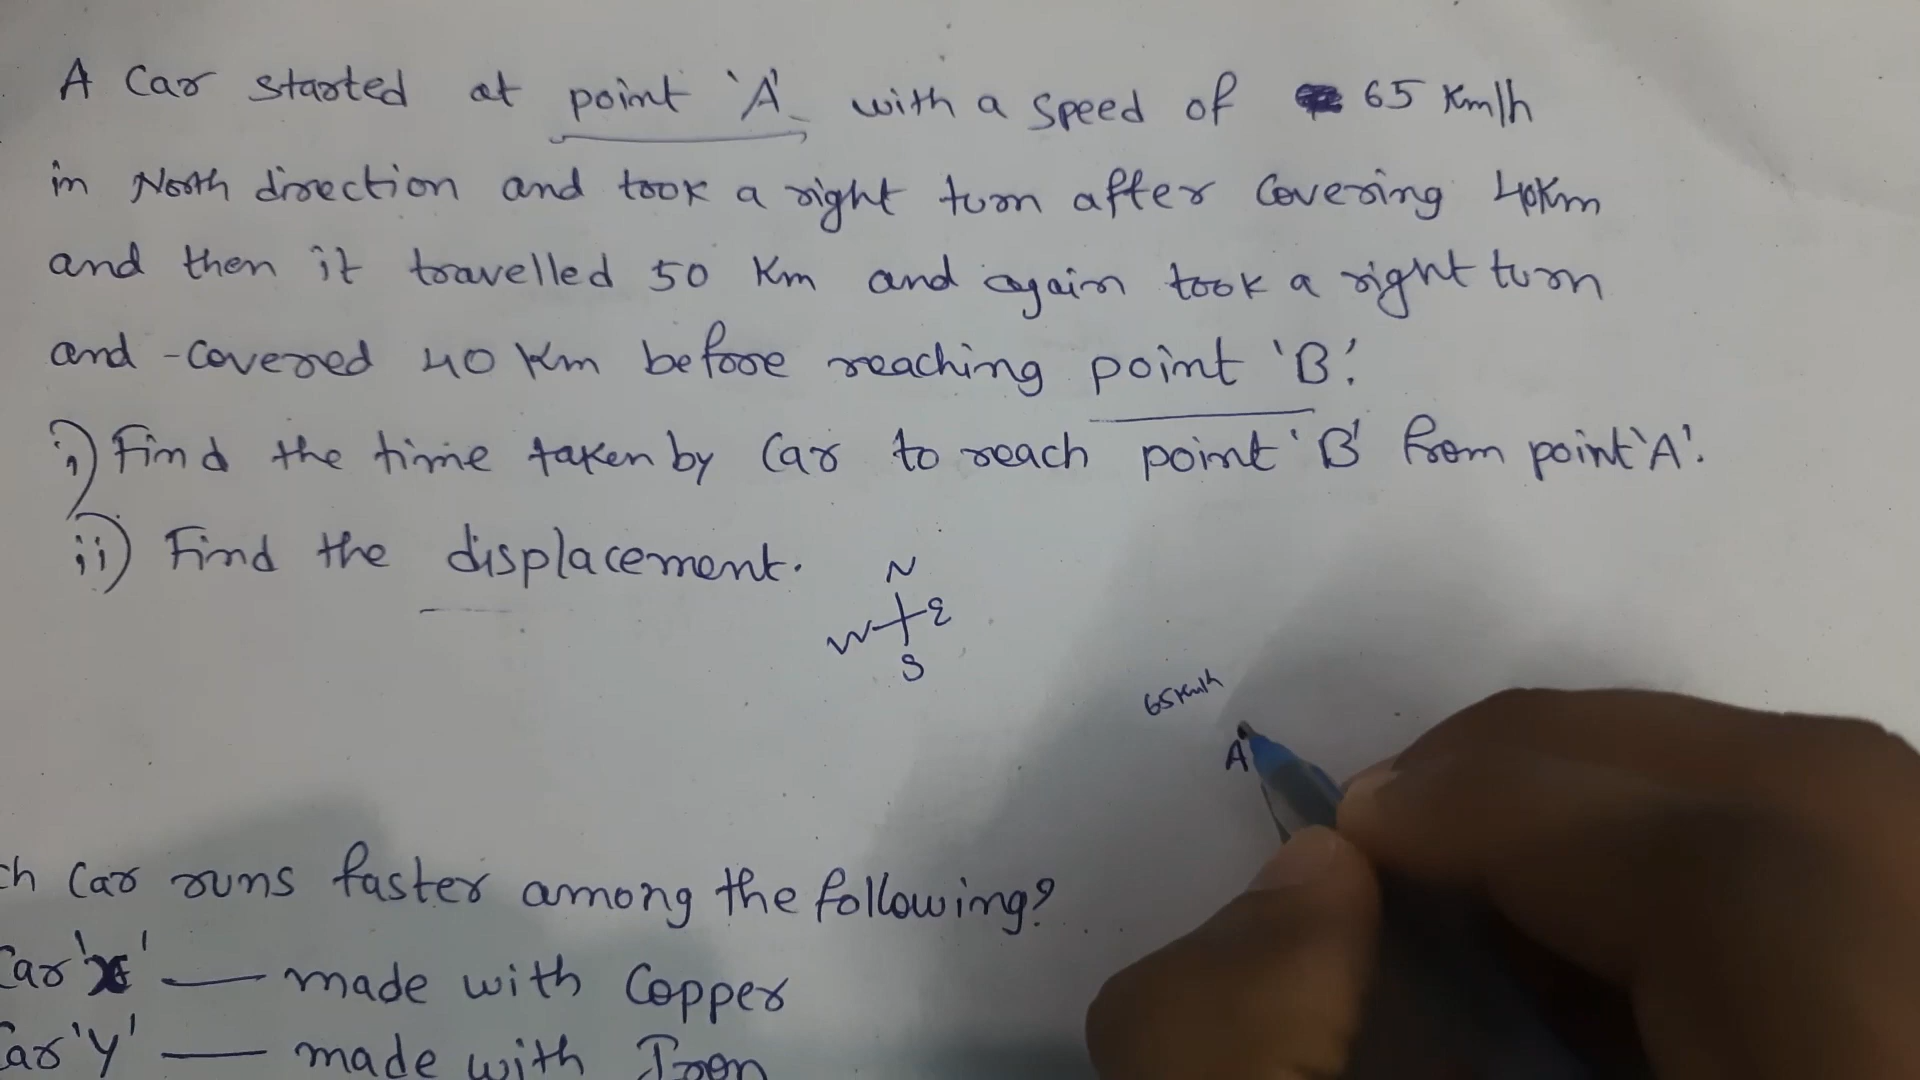 A Car started at point 'A' with a speed of 65 Km/h
in North direction and took a right turn after Covering 40Km
and then it travelled 50 Km and again took a right turn
and -Covered 40 Km before reaching point 'B'.
i) Find the time taken by Car to reach point 'B' from point 'A'.
ii) Find the displacement.
N
W E
S
65 Km/h
A
ch Car runs faster among the following?
Car 'X' — made with Copper
Car 'Y' — made with Iron